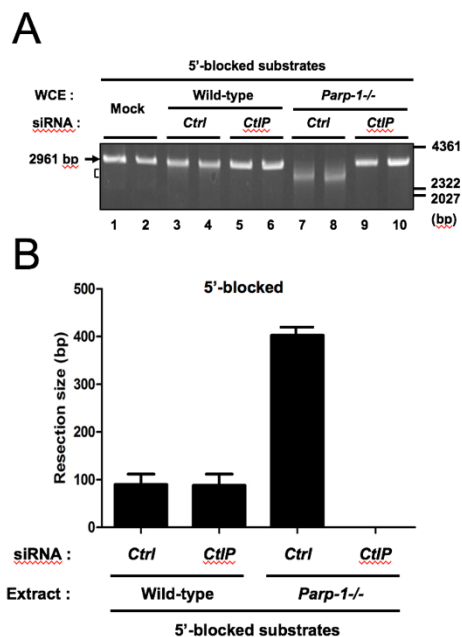 A
5'-blocked substrates
WCE :
Mock
Wild-type
Parp-1-/-
siRNA :
Ctrl
CtIP
Ctrl
CtIP
2961 bp
4361
2322
2027
1 2 3 4 5 6 7 8 9 10
(bp)
B
5'-blocked
Resection size (bp)
500
400
300
200
100
0
siRNA :
Ctrl
CtIP
Ctrl
CtIP
Extract :
Wild-type
Parp-1-/-
5'-blocked substrates